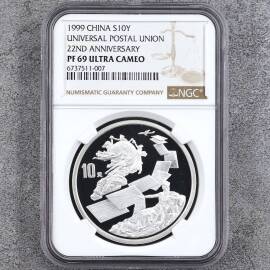 1999 CHINA S10Y
UNIVERSAL POSTAL UNION
22ND ANNIVERSARY
PF 69 ULTRA CAMEO
6737511-007
NUMISMATIC GUARANTY COMPANY
NGC
10元